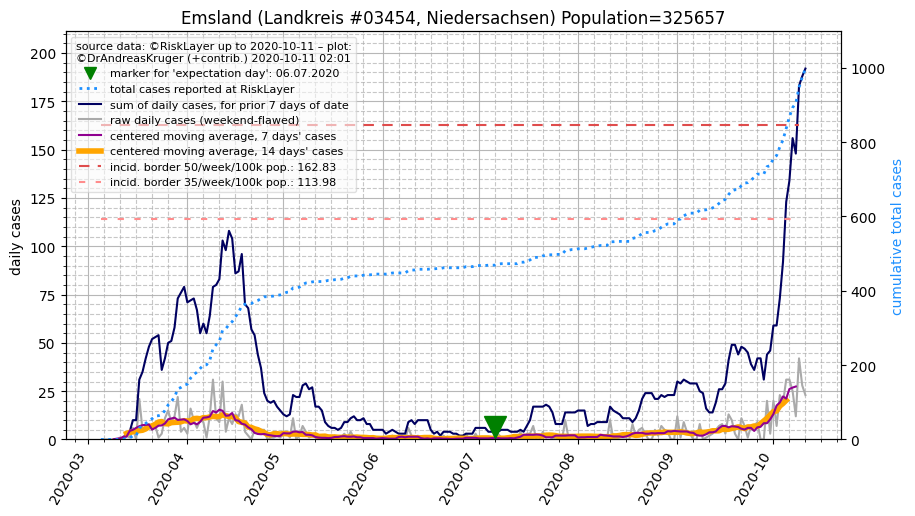 Emsland (Landkreis #03454, Niedersachsen) Population=325657
source data: ©RiskLayer up to 2020-10-11 – plot:
©DrAndreasKruger (+contrib.) 2020-10-11 02:01
marker for 'expectation day': 06.07.2020
total cases reported at RiskLayer
sum of daily cases, for prior 7 days of date
raw daily cases (weekend-flawed)
centered moving average, 7 days' cases
centered moving average, 14 days' cases
incid. border 50/week/100k pop.: 162.83
incid. border 35/week/100k pop.: 113.98
daily cases
200
175
150
125
100
75
50
25
0
cumulative total cases
1000
800
600
400
200
0
2020-03
2020-04
2020-05
2020-06
2020-07
2020-08
2020-09
2020-10